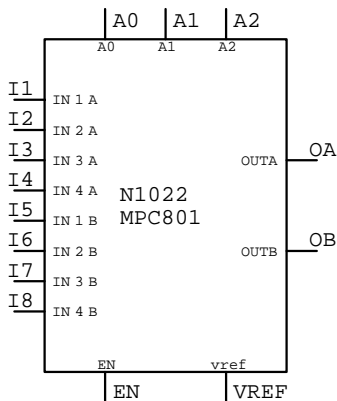 A0 A1 A2
A0 A1 A2
I1 IN 1 A
I2 IN 2 A
I3 IN 3 A OUTA OA
I4 IN 4 A
N1022
I5 IN 1 B MPC801
I6 IN 2 B OUTB OB
I7 IN 3 B
I8 IN 4 B
EN vref
EN VREF